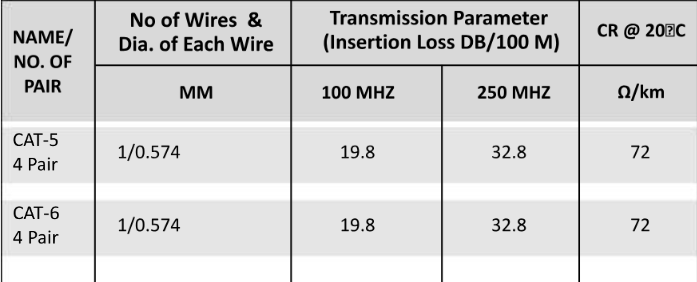 NAME/
NO. OF
PAIR
No of Wires &
Dia. of Each Wire
Transmission Parameter
(Insertion Loss DB/100 M)
CR @ 20⍰C
MM
100 MHZ
250 MHZ
Ω/km
CAT-5
4 Pair
1/0.574
19.8
32.8
72
CAT-6
4 Pair
1/0.574
19.8
32.8
72